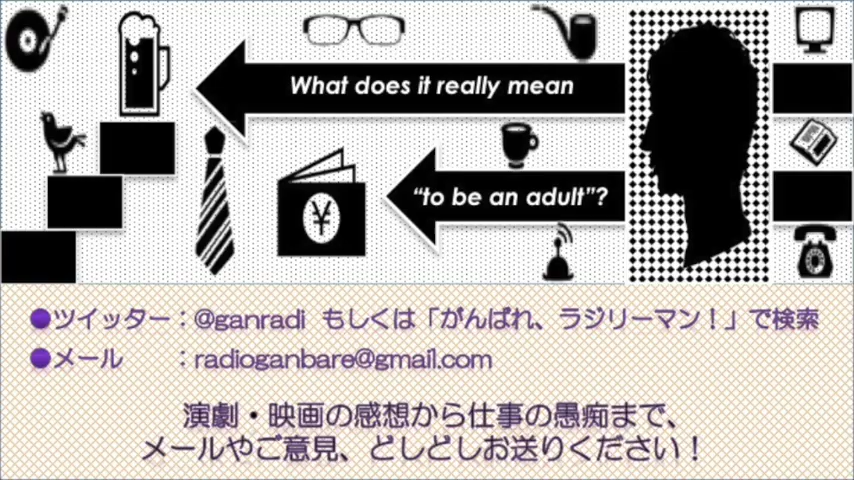 What does it really mean
"to be an adult"?
¥
●ツイッター：@ganradi もしくは「がんばれ、ラジリーマン！」で検索
●メール　　：radioganbare@gmail.com
演劇・映画の感想から仕事の愚痴まで、
メールやご意見、どしどしお送りください！